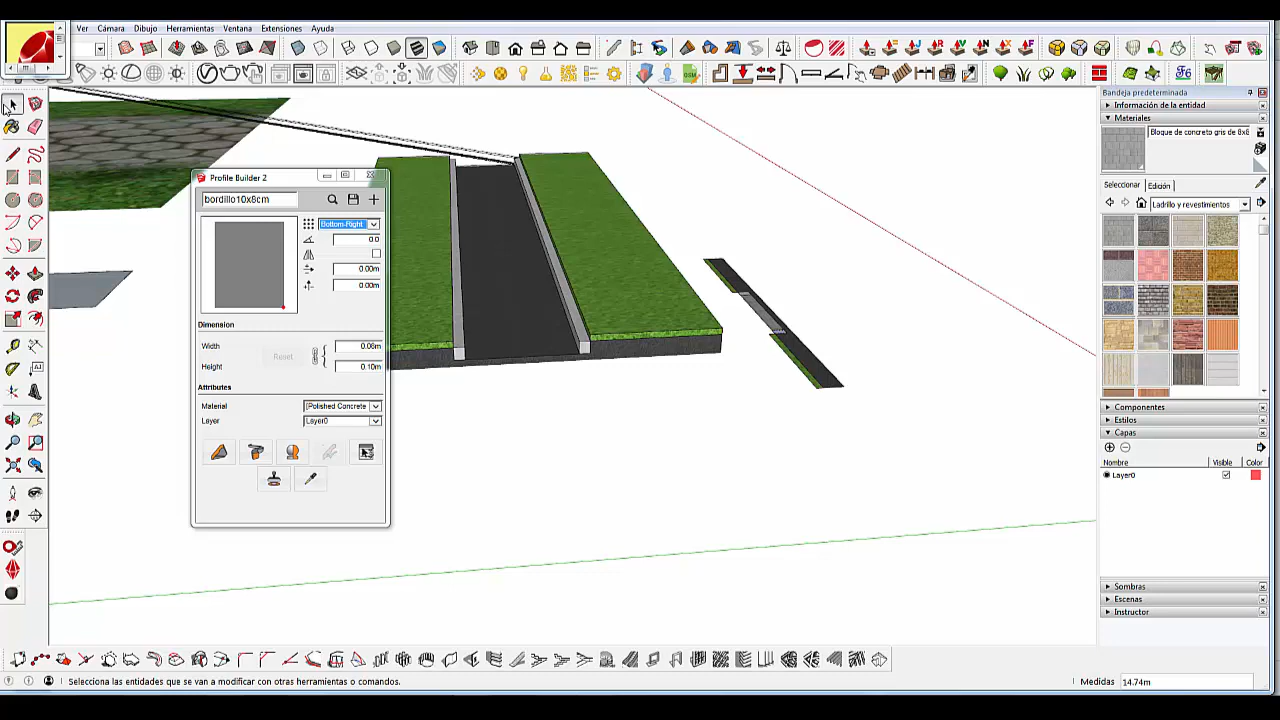 Ver Cámara Dibujo Herramientas Ventana Extensiones Ayuda
Bandeja predeterminada
Información de la entidad
Materiales
Bloque de concreto gris de 8x8
Seleccionar Edición
Ladrillo y revestimientos
Componentes
Estilos
Capas
Nombre Visible Color
Layer0
Sombras
Escenas
Instructor
Profile Builder 2
bordillo10x8cm
Bottom-Right
0.0
0.00m
0.00m
Dimension
Width 0.08m
Reset
Height 0.10m
Attributes
Material [Polished Concrete
Layer Layer0
Selecciona las entidades que se van a modificar con otras herramientas o comandos.
Medidas 14.74m